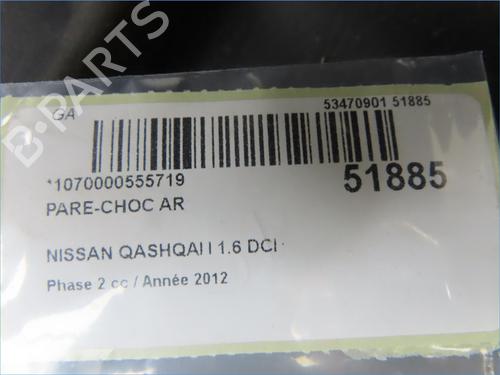 B-PARTS
GA
53470901 51885
*1070000555719
51885
PARE-CHOC AR
NISSAN QASHQAI I 1.6 DCI
Phase 2 cc / Année 2012